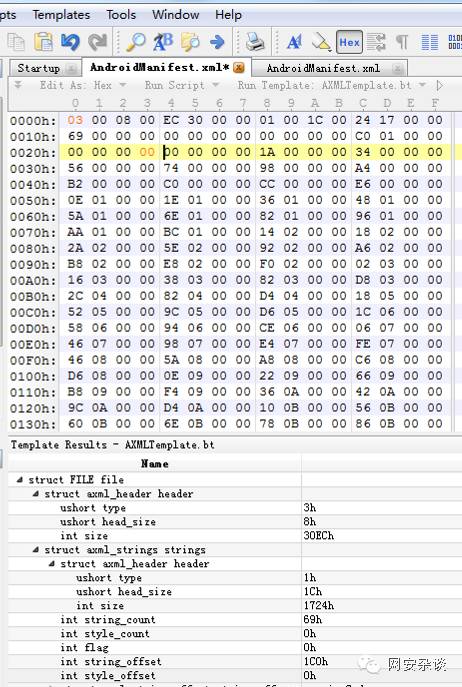 pts Templates Tools Window Help
Startup AndroidManifest.xml* AndroidManifest.xml
Edit As: Hex Run Script Run Template: AXMLTemplate.bt
0 1 2 3 4 5 6 7 8 9 A B C D E F
0000h: 03 00 08 00 EC 30 00 00 01 00 1C 00 24 17 00 00
0010h: 69 00 00 00 00 00 00 00 00 00 00 00 C0 01 00 00
0020h: 00 00 00 00 00 00 00 00 1A 00 00 00 34 00 00 00
0030h: 56 00 00 00 74 00 00 00 98 00 00 00 A4 00 00 00
0040h: B2 00 00 00 C0 00 00 00 CC 00 00 00 E6 00 00 00
0050h: 0E 01 00 00 1E 01 00 00 36 01 00 00 48 01 00 00
0060h: 5A 01 00 00 6E 01 00 00 82 01 00 00 96 01 00 00
0070h: AA 01 00 00 BC 01 00 00 14 02 00 00 18 02 00 00
0080h: 2A 02 00 00 5E 02 00 00 92 02 00 00 A6 02 00 00
0090h: B8 02 00 00 E8 02 00 00 F0 02 00 00 02 03 00 00
00A0h: 16 03 00 00 38 03 00 00 82 03 00 00 D8 03 00 00
00B0h: 2C 04 00 00 82 04 00 00 D4 04 00 00 18 05 00 00
00C0h: 52 05 00 00 9C 05 00 00 D6 05 00 00 1C 06 00 00
00D0h: 58 06 00 00 94 06 00 00 CE 06 00 00 06 07 00 00
00E0h: 46 07 00 00 98 07 00 00 E4 07 00 00 FE 07 00 00
00F0h: 46 08 00 00 5A 08 00 00 A8 08 00 00 C6 08 00 00
0100h: D6 08 00 00 0E 09 00 00 22 09 00 00 66 09 00 00
0110h: B8 09 00 00 F4 09 00 00 36 0A 00 00 42 0A 00 00
0120h: 9C 0A 00 00 D4 0A 00 00 10 0B 00 00 56 0B 00 00
0130h: 60 0B 00 00 6E 0B 00 00 78 0B 00 00 86 0B 00 00
Template Results - AXMLTemplate.bt
Name
struct FILE file
struct axml_header header
ushort type 3h
ushort head_size 8h
int size 30ECh
struct axml_strings strings
struct axml_header header
ushort type 1h
ushort head_size 1Ch
int size 1724h
int string_count 69h
int style_count 0h
int flag 0h
int string_offset 1C0h
int style_offset 0h
网安杂谈